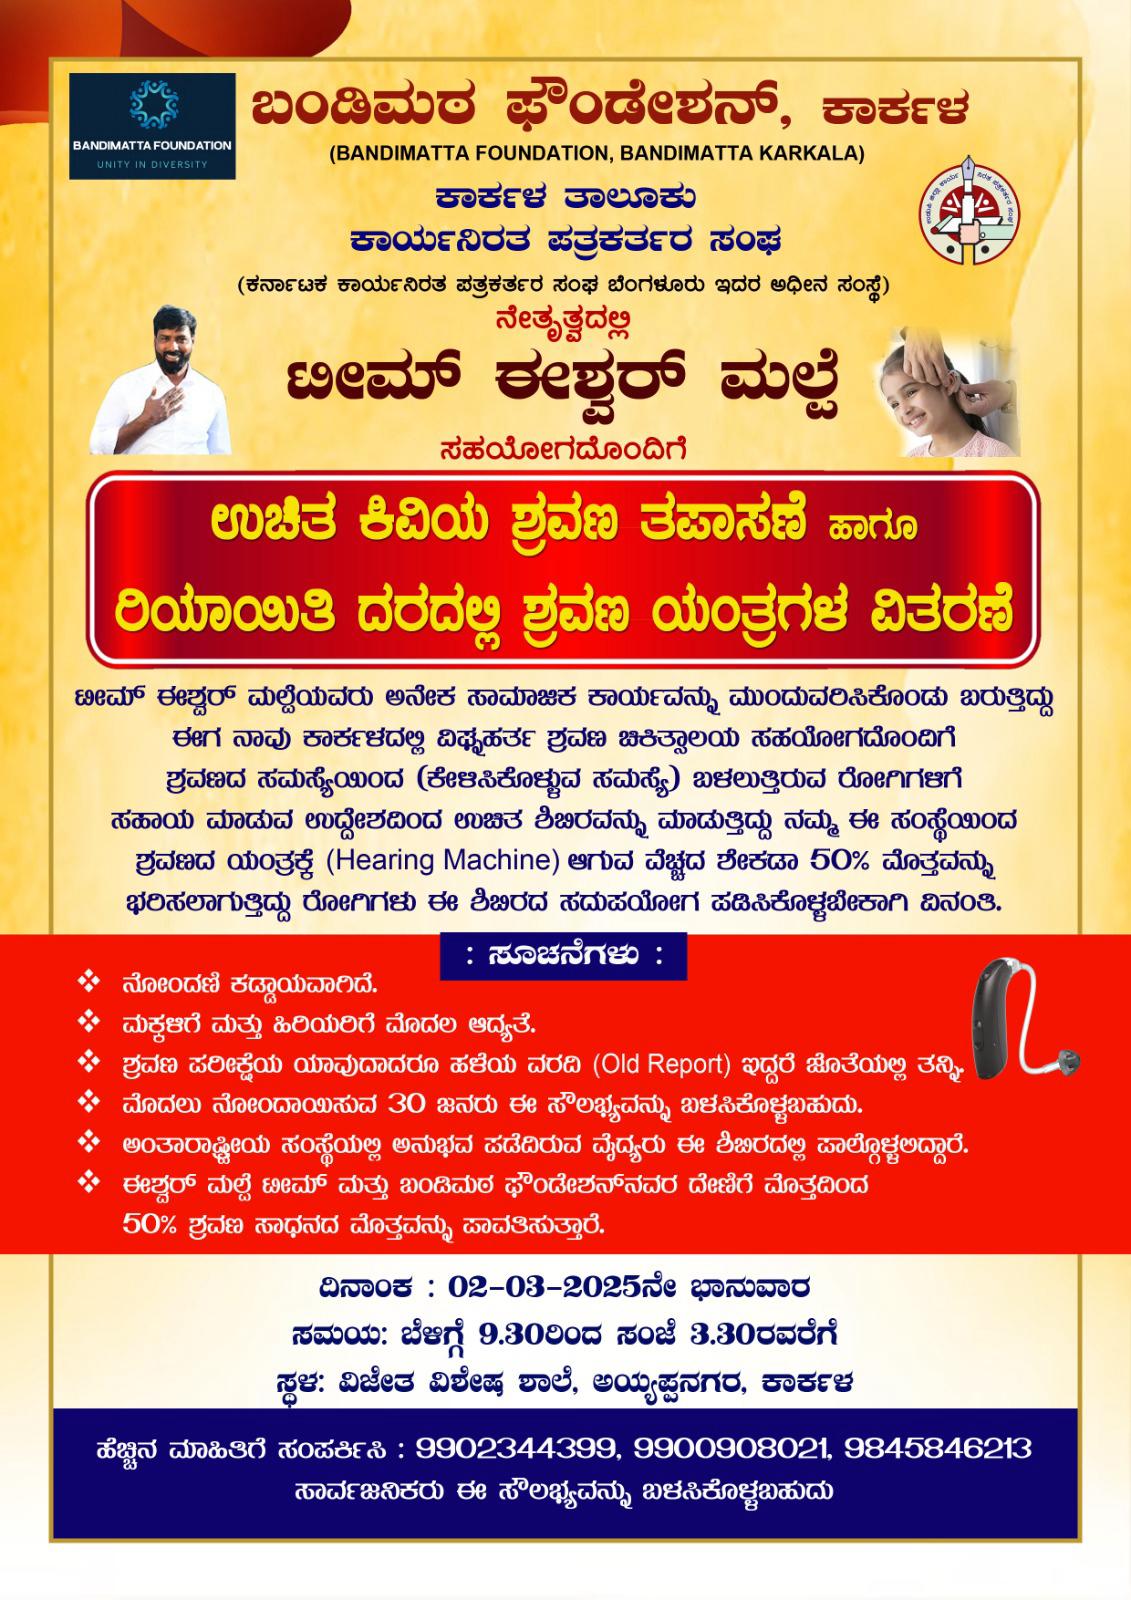 BANDIMATTA FOUNDATION
UNITY IN DIVERSITY
ಬಂಡಿಮಠ ಫೌಂಡೇಶನ್, ಕಾರ್ಕಳ
(BANDIMATTA FOUNDATION, BANDIMATTA KARKALA)
ಕಾರ್ಕಳ ತಾಲೂಕು
ಕಾರ್ಯನಿರತ ಪತ್ರಕರ್ತರ ಸಂಘ
(ಕರ್ನಾಟಕ ಕಾರ್ಯನಿರತ ಪತ್ರಕರ್ತರ ಸಂಘ ಬೆಂಗಳೂರು ಇದರ ಅಧೀನ ಸಂಸ್ಥೆ)
ನೇತೃತ್ವದಲ್ಲಿ
ಟೀಮ್ ಈಶ್ವರ್ ಮಲ್ಪೆ
ಸಹಯೋಗದೊಂದಿಗೆ
ಉಚಿತ ಕಿವಿಯ ಶ್ರವಣ ತಪಾಸಣೆ ಹಾಗೂ
ರಿಯಾಯಿತಿ ದರದಲ್ಲಿ ಶ್ರವಣ ಯಂತ್ರಗಳ ವಿತರಣೆ
ಟೀಮ್ ಈಶ್ವರ್ ಮಲ್ಪೆಯವರು ಅನೇಕ ಸಾಮಾಜಿಕ ಕಾರ್ಯವನ್ನು ಮುಂದುವರಿಸಿಕೊಂಡು ಬರುತ್ತಿದ್ದು
ಈಗ ನಾವು ಕಾರ್ಕಳದಲ್ಲಿ ವಿಘ್ನಹರ್ತ ಶ್ರವಣ ಚಿಕಿತ್ಸಾಲಯ ಸಹಯೋಗದೊಂದಿಗೆ
ಶ್ರವಣದ ಸಮಸ್ಯೆಯಿಂದ (ಕೇಳಿಸಿಕೊಳ್ಳುವ ಸಮಸ್ಯೆ) ಬಳಲುತ್ತಿರುವ ರೋಗಿಗಳಿಗೆ
ಸಹಾಯ ಮಾಡುವ ಉದ್ದೇಶದಿಂದ ಉಚಿತ ಶಿಬಿರವನ್ನು ಮಾಡುತ್ತಿದ್ದು ನಮ್ಮ ಈ ಸಂಸ್ಥೆಯಿಂದ
ಶ್ರವಣದ ಯಂತ್ರಕ್ಕೆ (Hearing Machine) ಆಗುವ ವೆಚ್ಚದ ಶೇಕಡಾ 50% ಮೊತ್ತವನ್ನು
ಭರಿಸಲಾಗುತ್ತಿದ್ದು ರೋಗಿಗಳು ಈ ಶಿಬಿರದ ಸದುಪಯೋಗ ಪಡಿಸಿಕೊಳ್ಳಬೇಕಾಗಿ ವಿನಂತಿ.
: ಸೂಚನೆಗಳು :
❖ ನೋಂದಣಿ ಕಡ್ಡಾಯವಾಗಿದೆ.
❖ ಮಕ್ಕಳಿಗೆ ಮತ್ತು ಹಿರಿಯರಿಗೆ ಮೊದಲ ಆದ್ಯತೆ.
❖ ಶ್ರವಣ ಪರೀಕ್ಷೆಯ ಯಾವುದಾದರೂ ಹಳೆಯ ವರದಿ (Old Report) ಇದ್ದರೆ ಜೊತೆಯಲ್ಲಿ ತನ್ನಿ.
❖ ಮೊದಲು ನೋಂದಾಯಿಸುವ 30 ಜನರು ಈ ಸೌಲಭ್ಯವನ್ನು ಬಳಸಿಕೊಳ್ಳಬಹುದು.
❖ ಅಂತಾರಾಷ್ಟ್ರೀಯ ಸಂಸ್ಥೆಯಲ್ಲಿ ಅನುಭವ ಪಡೆದಿರುವ ವೈದ್ಯರು ಈ ಶಿಬಿರದಲ್ಲಿ ಪಾಲ್ಗೊಳ್ಳಲಿದ್ದಾರೆ.
❖ ಈಶ್ವರ್ ಮಲ್ಪೆ ಟೀಮ್ ಮತ್ತು ಬಂಡಿಮಠ ಫೌಂಡೇಶನ್‌ನವರ ದೇಣಿಗೆ ಮೊತ್ತದಿಂದ
50% ಶ್ರವಣ ಸಾಧನದ ಮೊತ್ತವನ್ನು ಪಾವತಿಸುತ್ತಾರೆ.
ದಿನಾಂಕ : 02-03-2025ನೇ ಭಾನುವಾರ
ಸಮಯ: ಬೆಳಿಗ್ಗೆ 9.30ರಿಂದ ಸಂಜೆ 3.30ರವರೆಗೆ
ಸ್ಥಳ: ವಿಜೇತ ವಿಶೇಷ ಶಾಲೆ, ಅಯ್ಯಪ್ಪನಗರ, ಕಾರ್ಕಳ
ಹೆಚ್ಚಿನ ಮಾಹಿತಿಗೆ ಸಂಪರ್ಕಿಸಿ : 9902344399, 9900908021, 9845846213
ಸಾರ್ವಜನಿಕರು ಈ ಸೌಲಭ್ಯವನ್ನು ಬಳಸಿಕೊಳ್ಳಬಹುದು